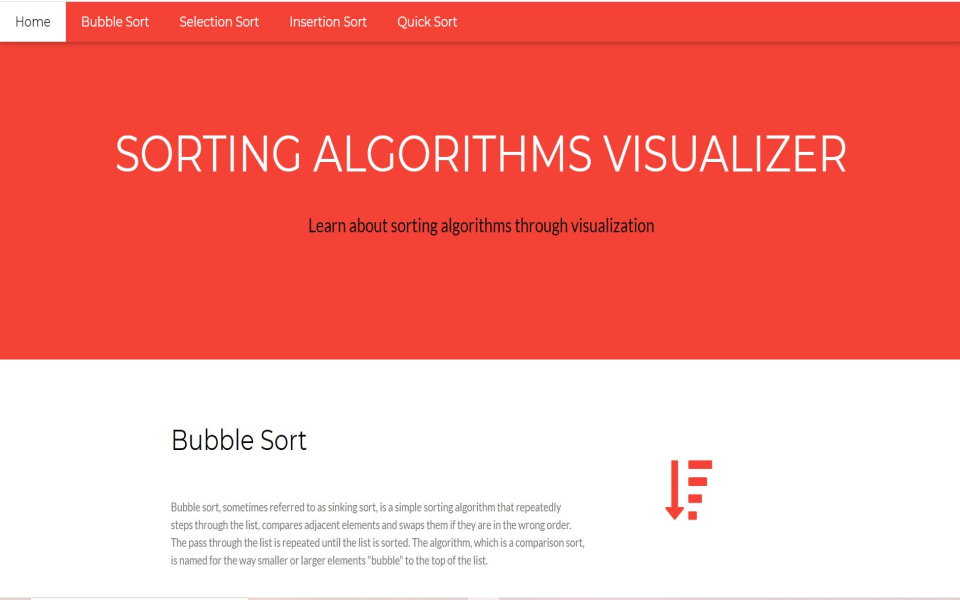 Home Bubble Sort Selection Sort Insertion Sort Quick Sort
SORTING ALGORITHMS VISUALIZER
Learn about sorting algorithms through visualization
Bubble Sort
Bubble sort, sometimes referred to as sinking sort, is a simple sorting algorithm that repeatedly
steps through the list, compares adjacent elements and swaps them if they are in the wrong order.
The pass through the list is repeated until the list is sorted. The algorithm, which is a comparison sort,
is named for the way smaller or larger elements "bubble" to the top of the list.